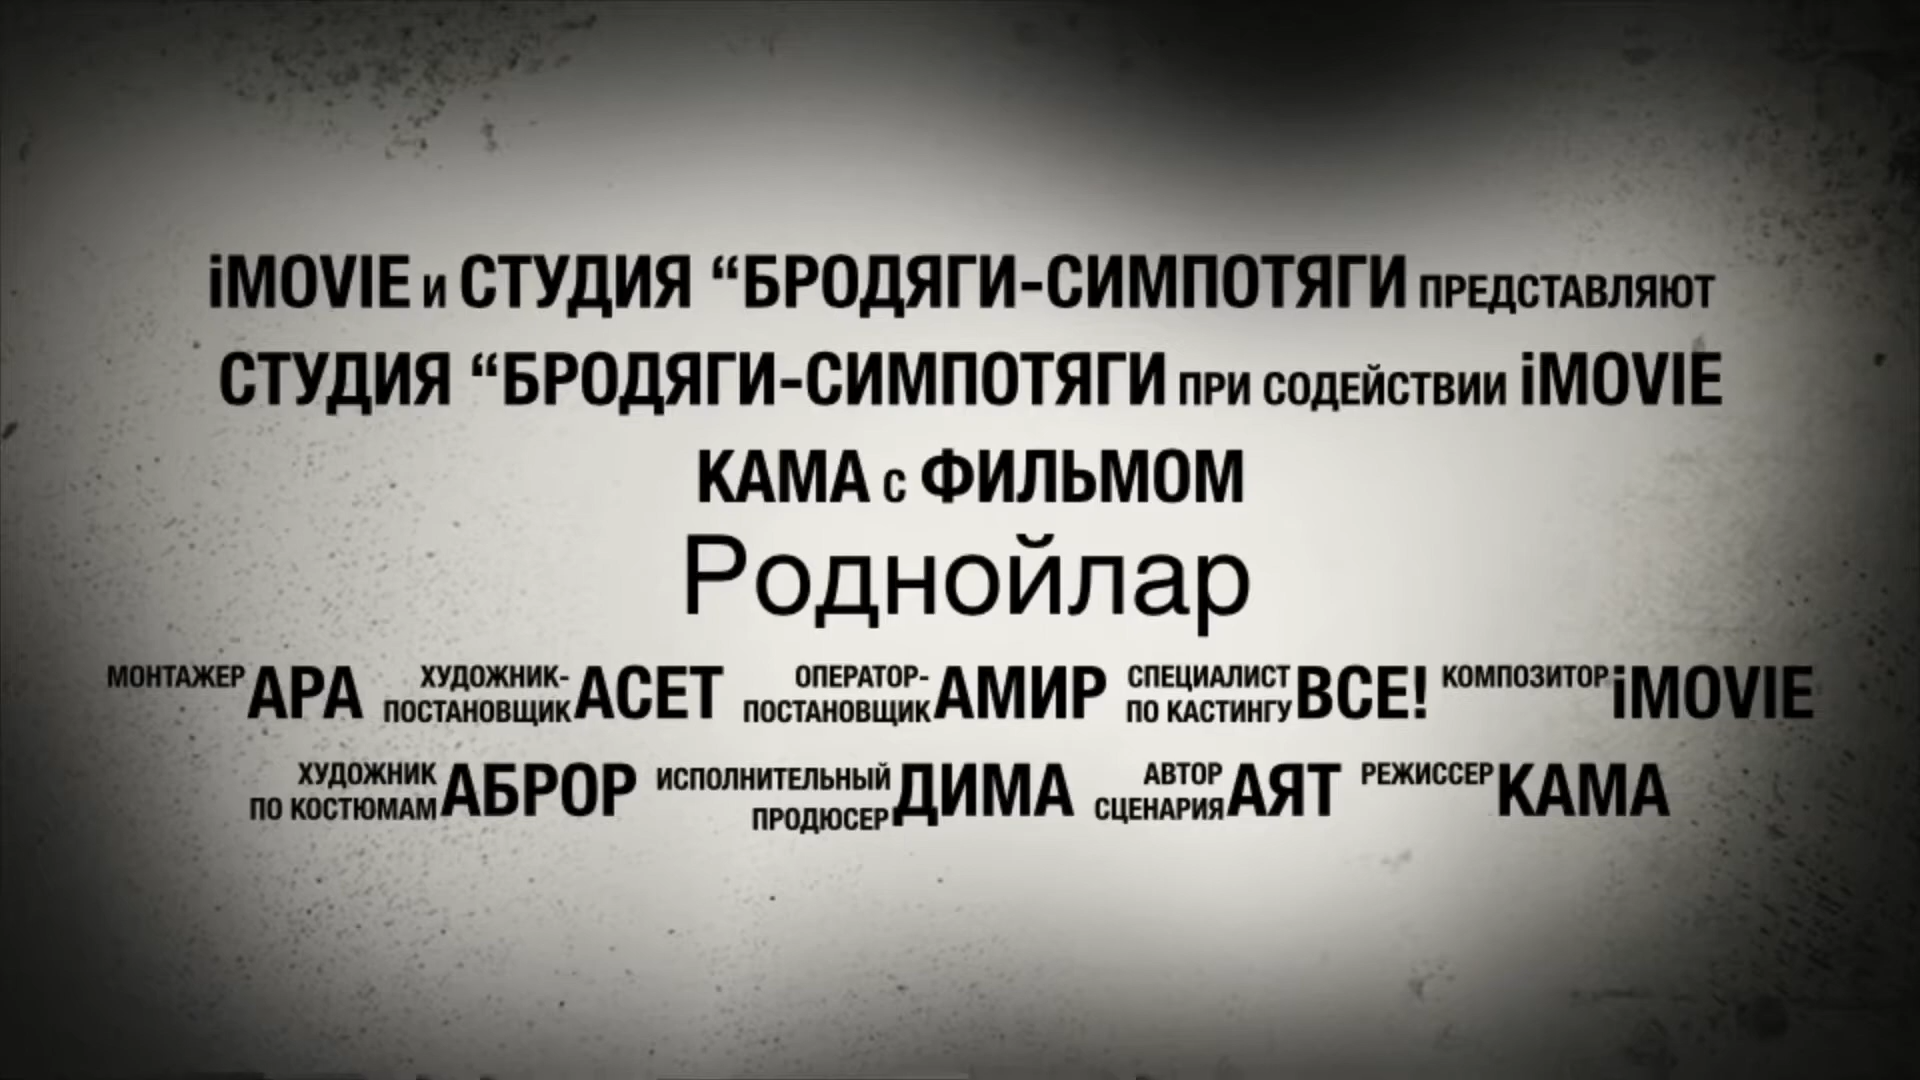 iMOVIE и СТУДИЯ “БРОДЯГИ-СИМПОТЯГИ ПРЕДСТАВЛЯЮТ
СТУДИЯ “БРОДЯГИ-СИМПОТЯГИ ПРИ СОДЕЙСТВИИ iMOVIE
КАМА С ФИЛЬМОМ
Роднойлар
МОНТАЖЕР АРА ХУДОЖНИК-ПОСТАНОВЩИК АСЕТ ОПЕРАТОР-ПОСТАНОВЩИК АМИР СПЕЦИАЛИСТ ПО КАСТИНГУ ВСЕ! КОМПОЗИТОР iMOVIE
ХУДОЖНИК ПО КОСТЮМАМ АБРОР ИСПОЛНИТЕЛЬНЫЙ ПРОДЮСЕР ДИМА АВТОР СЦЕНАРИЯ АЯТ РЕЖИССЕР КАМА